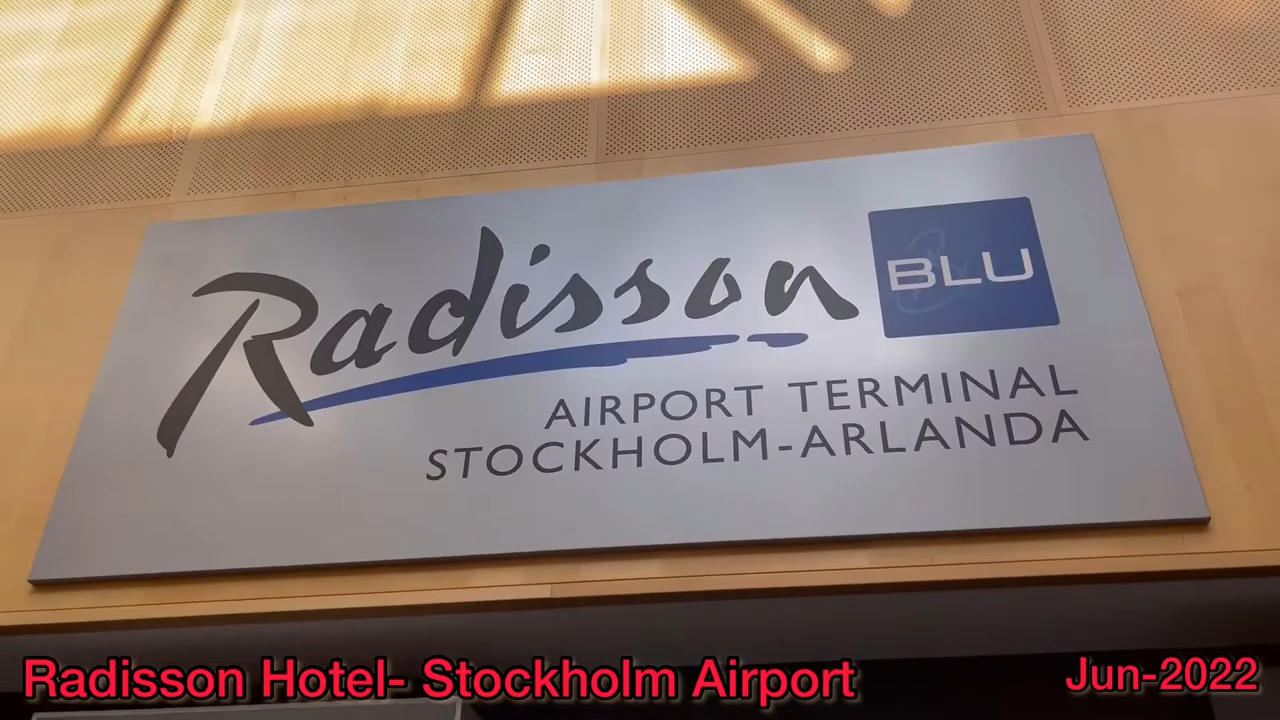 Radisson BLU
AIRPORT TERMINAL
STOCKHOLM-ARLANDA
Radisson Hotel- Stockholm Airport
Jun-2022